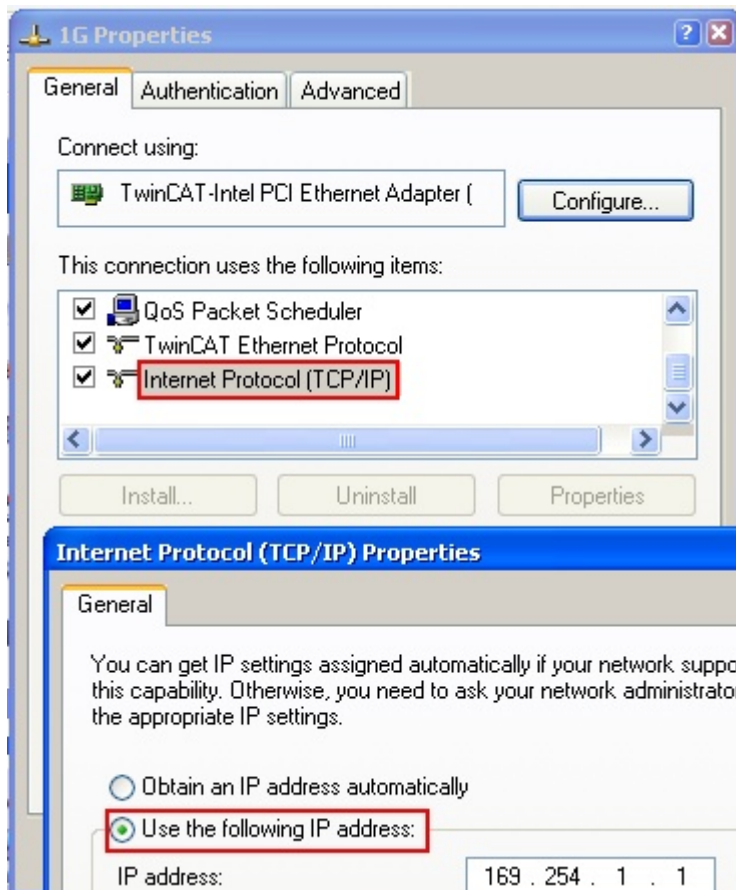 1G Properties
General Authentication Advanced
Connect using:
TwinCAT-Intel PCI Ethernet Adapter (
Configure...
This connection uses the following items:
QoS Packet Scheduler
TwinCAT Ethernet Protocol
Internet Protocol (TCP/IP)
Install... Uninstall Properties
Internet Protocol (TCP/IP) Properties
General
You can get IP settings assigned automatically if your network suppo
this capability. Otherwise, you need to ask your network administrator
the appropriate IP settings.
Obtain an IP address automatically
Use the following IP address:
IP address: 169 . 254 . 1 . 1